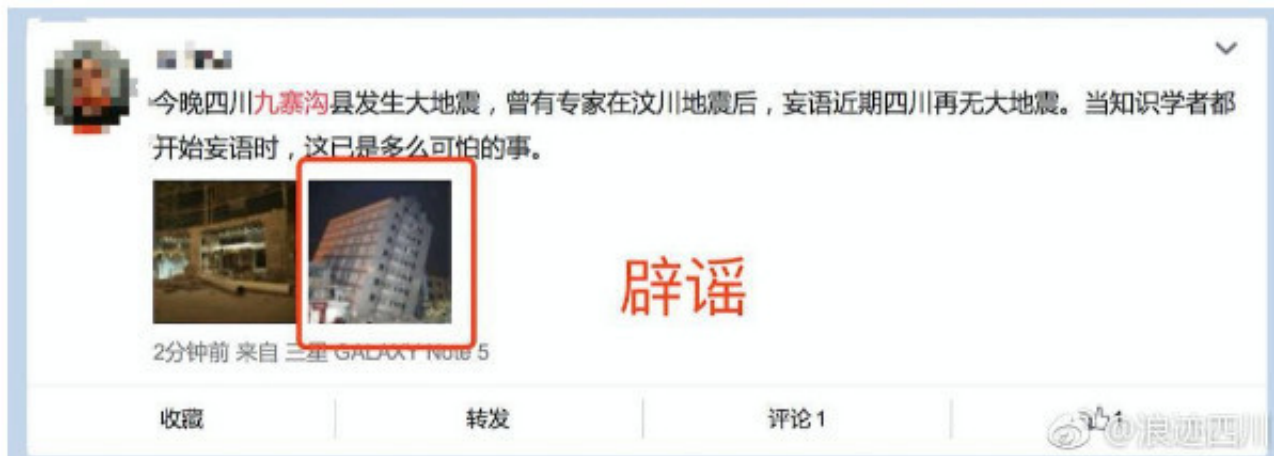 今晚四川九寨沟县发生大地震，曾有专家在汶川地震后，妄语近期四川再无大地震。当知识学者都
开始妄语时，这已是多么可怕的事。
辟谣
2分钟前 来自 三星 GALAXY Note 5
收藏 转发 评论1 1
@浪迹四川